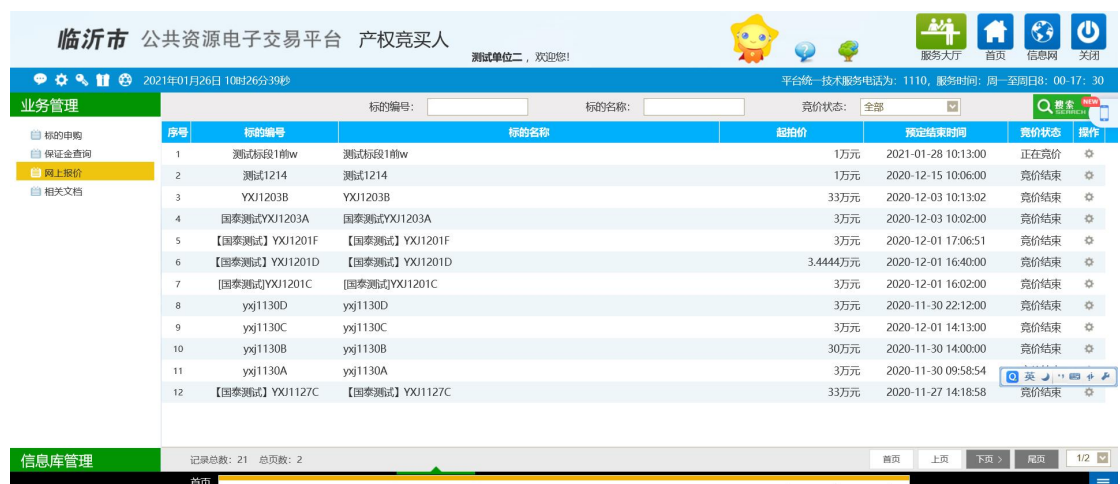 临沂市 公共资源电子交易平台 产权竞买人
测试单位二，欢迎您!
服务大厅 首页 信息网 关闭
2021年01月26日 10时26分39秒 平台统一技术服务电话为: 1110, 服务时间: 周一至周日8: 00-17: 30
业务管理 标的编号: 标的名称: 竞价状态: 全部 搜索 SEARCH NEW
标的申购
保证金查询
网上报价
相关文档
序号 标的编号 标的名称 起拍价 预定结束时间 竞价状态 操作
1 测试标段1前w 测试标段1前w 1万元 2021-01-28 10:13:00 正在竞价
2 测试1214 测试1214 1万元 2020-12-15 10:06:00 竞价结束
3 YXJ1203B YXJ1203B 33万元 2020-12-03 10:13:02 竞价结束
4 国泰测试YXJ1203A 国泰测试YXJ1203A 3万元 2020-12-03 10:02:00 竞价结束
5 【国泰测试】YXJ1201F 【国泰测试】YXJ1201F 3万元 2020-12-01 17:06:51 竞价结束
6 【国泰测试】YXJ1201D 【国泰测试】YXJ1201D 3.4444万元 2020-12-01 16:40:00 竞价结束
7 [国泰测试]YXJ1201C [国泰测试]YXJ1201C 3万元 2020-12-01 16:02:00 竞价结束
8 yxj1130D yxj1130D 3万元 2020-11-30 22:12:00 竞价结束
9 yxj1130C yxj1130C 3万元 2020-12-01 14:13:00 竞价结束
10 yxj1130B yxj1130B 30万元 2020-11-30 14:00:00 竞价结束
11 yxj1130A yxj1130A 3万元 2020-11-30 09:58:54
英
12 【国泰测试】YXJ1127C 【国泰测试】YXJ1127C 33万元 2020-11-27 14:18:58 竞价结束
信息库管理 记录总数: 21 总页数: 2 首页 上页 下页 尾页 1/2
首页